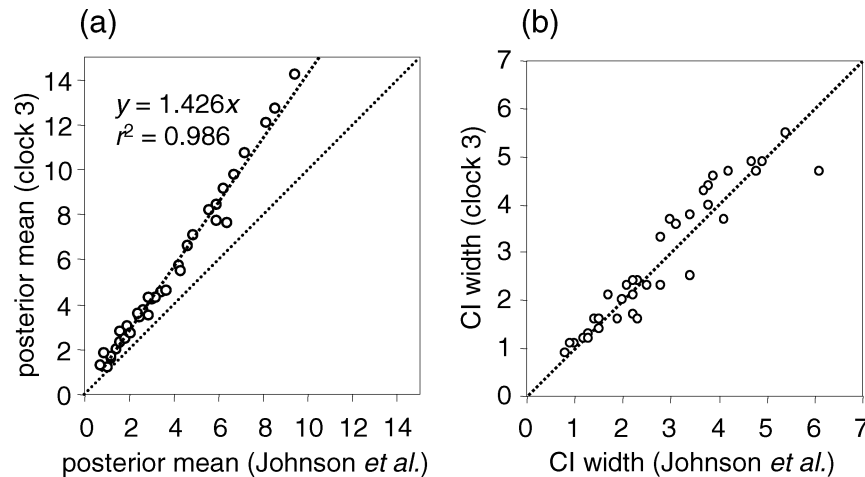 (a)
y = 1.426x
r² = 0.986
posterior mean (clock 3)
14
12
10
8
6
4
2
0
0 2 4 6 8 10 12 14
posterior mean (Johnson et al.)
(b)
CI width (clock 3)
7
6
5
4
3
2
1
0
0 1 2 3 4 5 6 7
CI width (Johnson et al.)